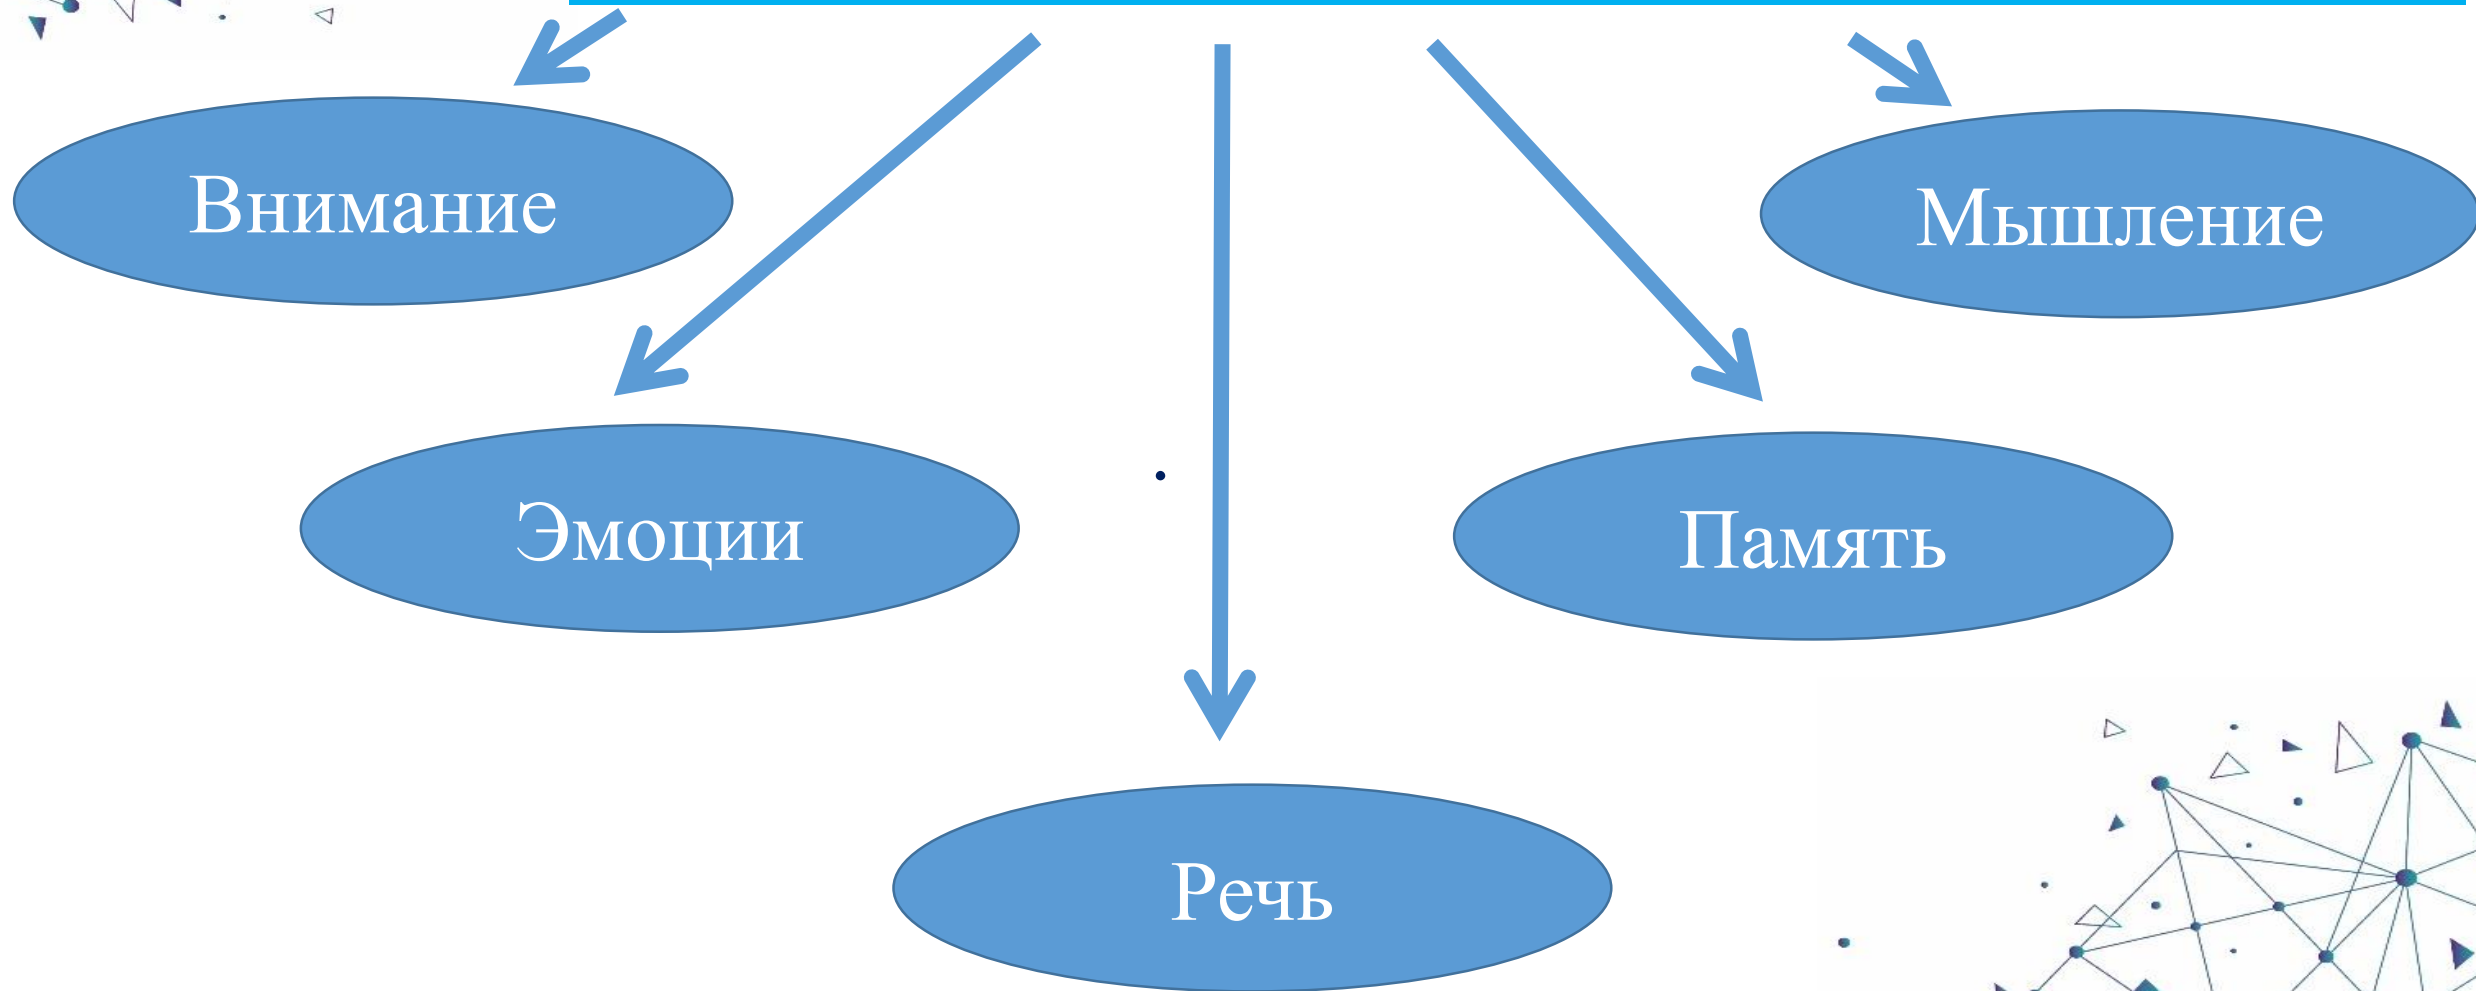 Внимание
Мышление
Эмоции
Память
Речь